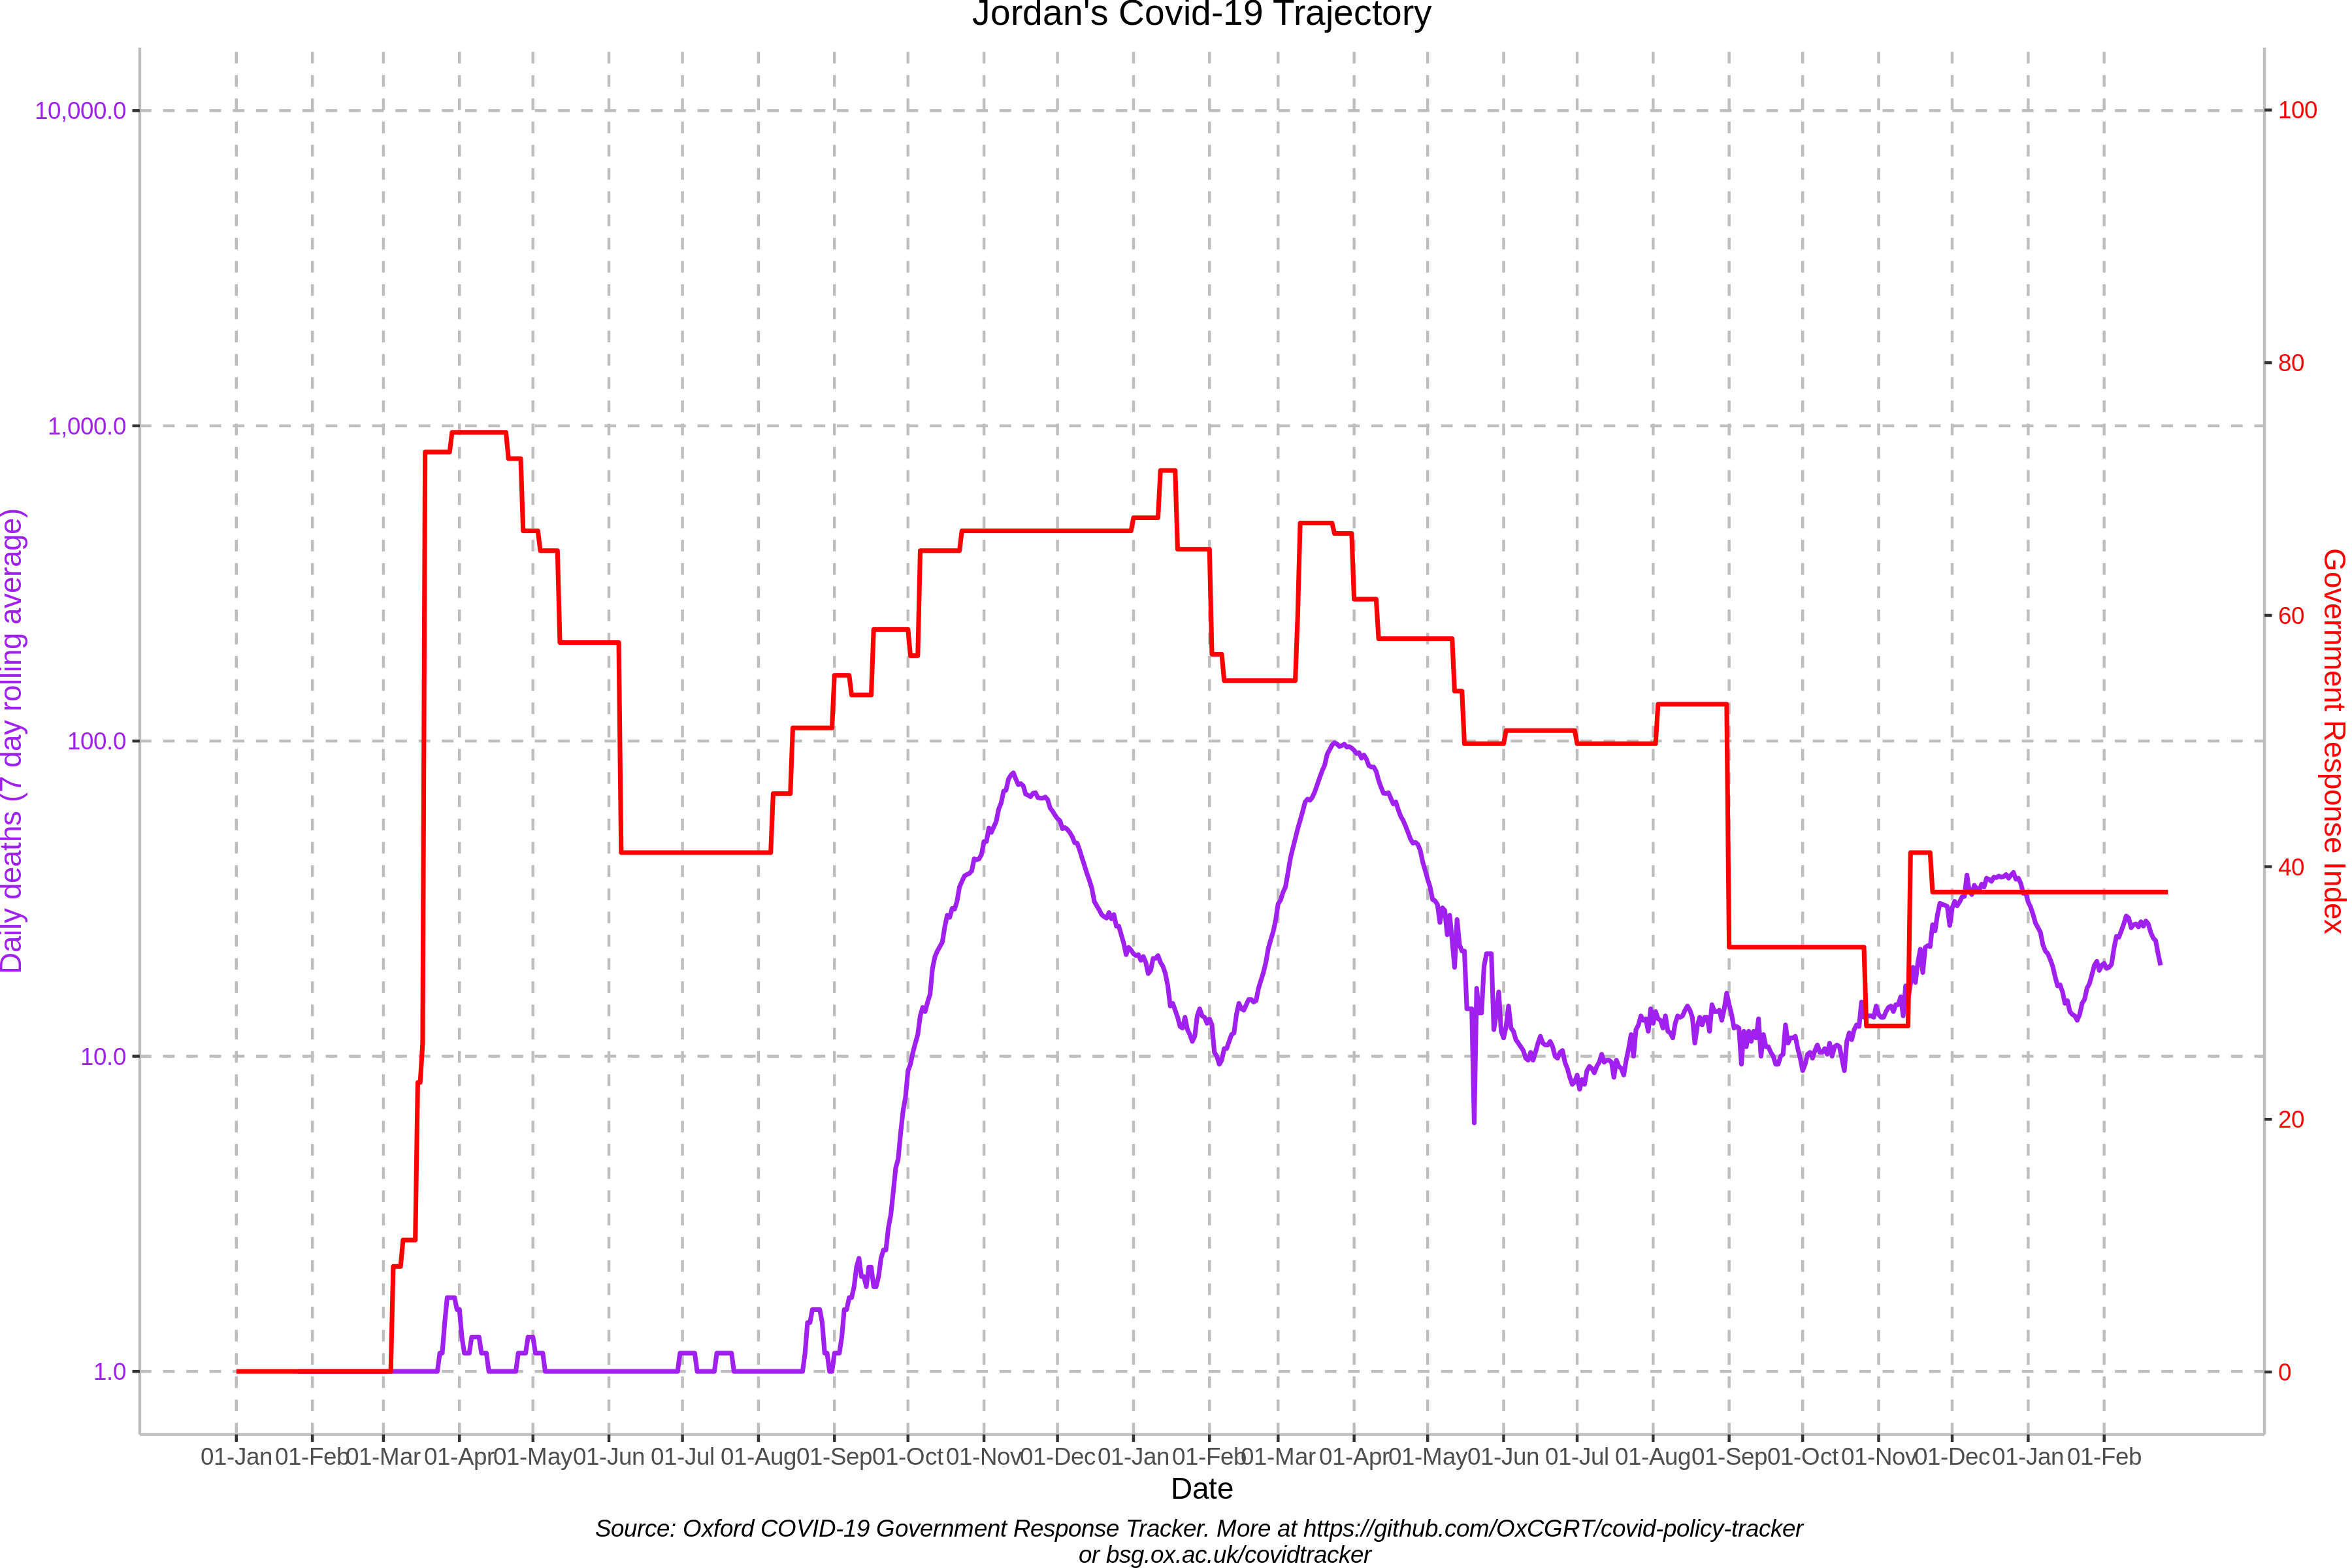 Jordan's Covid-19 Trajectory
10,000.0
1,000.0
100.0
10.0
1.0
Daily deaths (7 day rolling average)
100
80
60
40
20
0
Government Response Index
01-Jan 01-Feb 01-Mar 01-Apr 01-May 01-Jun 01-Jul 01-Aug 01-Sep 01-Oct 01-Nov 01-Dec 01-Jan 01-Feb 01-Mar 01-Apr 01-May 01-Jun 01-Jul 01-Aug 01-Sep 01-Oct 01-Nov 01-Dec 01-Jan 01-Feb
Date
Source: Oxford COVID-19 Government Response Tracker. More at https://github.com/OxCGRT/covid-policy-tracker
or bsg.ox.ac.uk/covidtracker